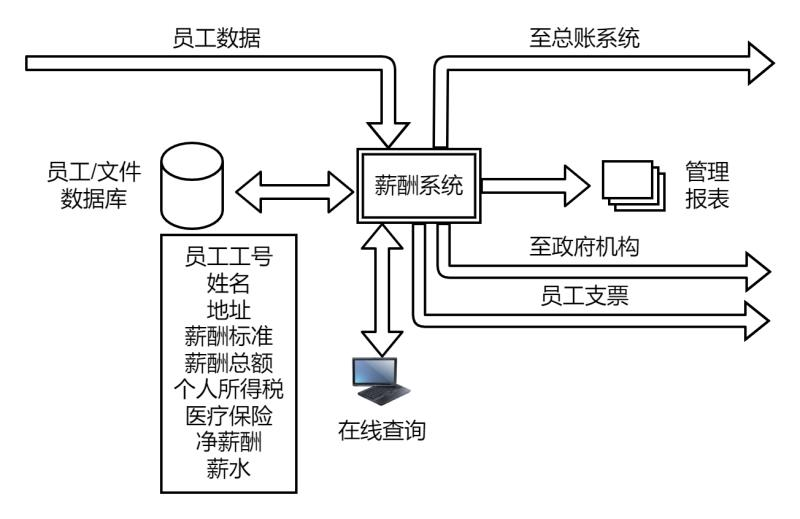 员工数据
至总账系统
员工/文件
数据库
薪酬系统
管理
报表
至政府机构
员工支票
员工工号
姓名
地址
薪酬标准
薪酬总额
个人所得税
医疗保险
净薪酬
薪水
在线查询